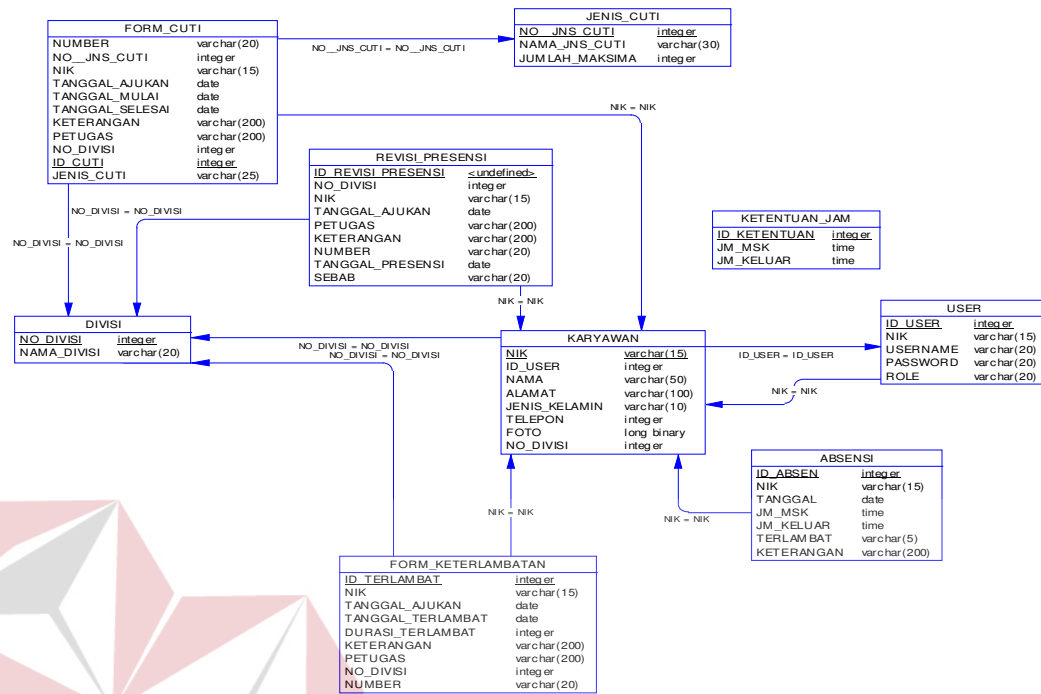 FORM_CUTI
NUMBER varchar(20)
NO__JNS_CUTI integer
NIK varchar(15)
TANGGAL_AJUKAN date
TANGGAL_MULAI date
TANGGAL_SELESAI date
KETERANGAN varchar(200)
PETUGAS varchar(200)
NO_DIVISI integer
ID_CUTI integer
JENIS_CUTI varchar(25)
NO__JNS_CUTI = NO__JNS_CUTI
JENIS_CUTI
NO__JNS_CUTI integer
NAMA_JNS_CUTI varchar(30)
JUMLAH_MAKSIMA integer
NIK = NIK
REVISI_PRESENSI
ID_REVISI_PRESENSI <undefined>
NO_DIVISI integer
NIK varchar(15)
TANGGAL_AJUKAN date
PETUGAS varchar(200)
KETERANGAN varchar(200)
NUMBER varchar(20)
TANGGAL_PRESENSI date
SEBAB varchar(20)
NO_DIVISI = NO_DIVISI
NO_DIVISI = NO_DIVISI
KETENTUAN_JAM
ID_KETENTUAN integer
JM_MSK time
JM_KELUAR time
NIK = NIK
DIVISI
NO_DIVISI integer
NAMA_DIVISI varchar(20)
NO_DIVISI = NO_DIVISI
NO_DIVISI = NO_DIVISI
KARYAWAN
NIK varchar(15)
ID_USER integer
NAMA varchar(50)
ALAMAT varchar(100)
JENIS_KELAMIN varchar(10)
TELEPON integer
FOTO long binary
NO_DIVISI integer
ID_USER = ID_USER
USER
ID_USER integer
NIK varchar(15)
USERNAME varchar(20)
PASSWORD varchar(20)
ROLE varchar(20)
NIK = NIK
ABSENSI
ID_ABSEN integer
NIK varchar(15)
TANGGAL date
JM_MSK time
JM_KELUAR time
TERLAMBAT varchar(5)
KETERANGAN varchar(200)
NIK = NIK
NIK = NIK
FORM_KETERLAMBATAN
ID_TERLAMBAT integer
NIK varchar(15)
TANGGAL_AJUKAN date
TANGGAL_TERLAMBAT date
DURASI_TERLAMBAT integer
KETERANGAN varchar(200)
PETUGAS varchar(200)
NO_DIVISI integer
NUMBER varchar(20)